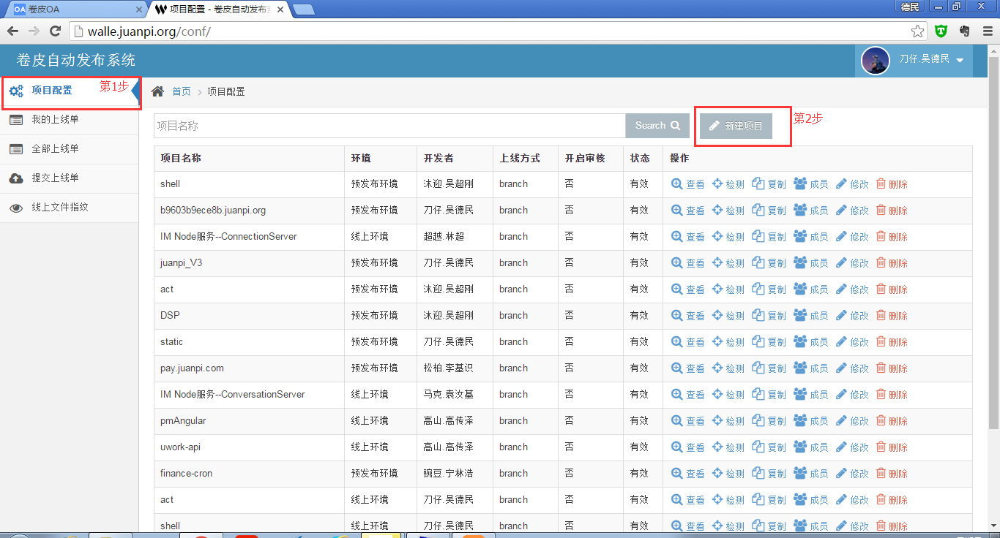 卷皮OA
项目配置 - 卷皮自动发布
德民
walle.juanpi.org/conf/
卷皮自动发布系统
刀仔.吴德民
项目配置
第1步
我的上线单
全部上线单
提交上线单
线上文件指纹
首页 > 项目配置
项目名称 Search 新建项目 第2步
项目名称 环境 开发者 上线方式 开启审核 状态 操作
shell 预发布环境 沐迎.吴超刚 branch 否 有效 查看 检测 复制 成员 修改 删除
b9603b9ece8b.juanpi.org 预发布环境 刀仔.吴德民 branch 否 有效 查看 检测 复制 成员 修改 删除
IM Node服务--ConnectionServer 线上环境 超越.林超 branch 否 有效 查看 检测 复制 成员 修改 删除
juanpi_V3 预发布环境 刀仔.吴德民 branch 否 有效 查看 检测 复制 成员 修改 删除
act 预发布环境 沐迎.吴超刚 branch 否 有效 查看 检测 复制 成员 修改 删除
DSP 预发布环境 沐迎.吴超刚 branch 否 有效 查看 检测 复制 成员 修改 删除
static 预发布环境 刀仔.吴德民 branch 否 有效 查看 检测 复制 成员 修改 删除
pay.juanpi.com 预发布环境 松柏.李基识 branch 否 有效 查看 检测 复制 成员 修改 删除
IM Node服务--ConversationServer 线上环境 马克.袁汝基 branch 否 有效 查看 检测 复制 成员 修改 删除
pmAngular 线上环境 高山.高传泽 branch 否 有效 查看 检测 复制 成员 修改 删除
uwork-api 线上环境 高山.高传泽 branch 否 有效 查看 检测 复制 成员 修改 删除
finance-cron 预发布环境 豌豆.宁林浩 branch 否 有效 查看 检测 复制 成员 修改 删除
act 线上环境 刀仔.吴德民 branch 否 有效 查看 检测 复制 成员 修改 删除
shell 线上环境 刀仔.吴德民 branch 否 有效 查看 检测 复制 成员 修改 删除